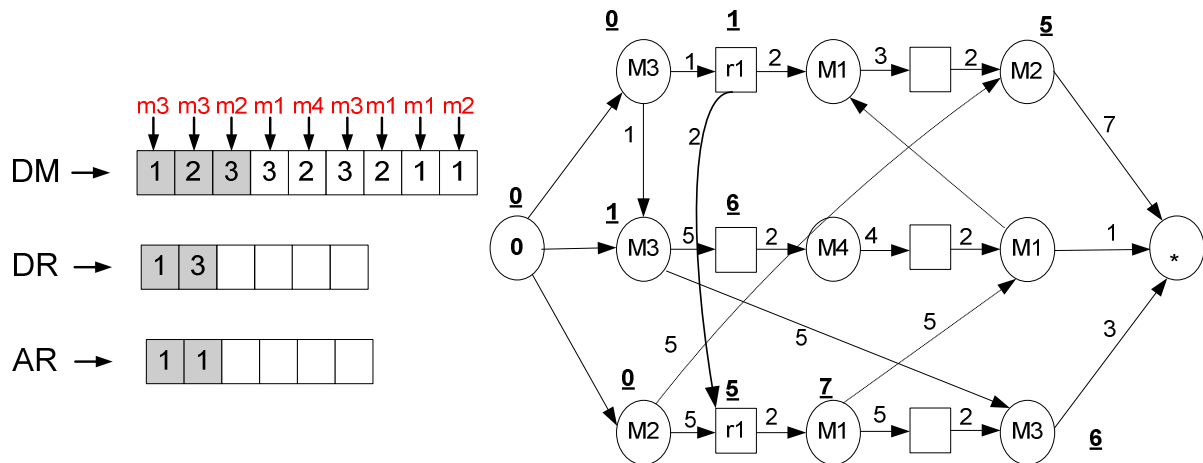 m3 m3 m2 m1 m4 m3 m1 m1 m2
DM 1 2 3 3 2 3 2 1 1
DR 1 3
AR 1 1
0 1 5
M3 1 r1 2 M1 3 2 M2
1 2 7
0 1 6
0 M3 5 2 M4 4 2 M1 1 *
5 5 5 3
0 5 7
M2 5 r1 2 M1 5 2 M3
6